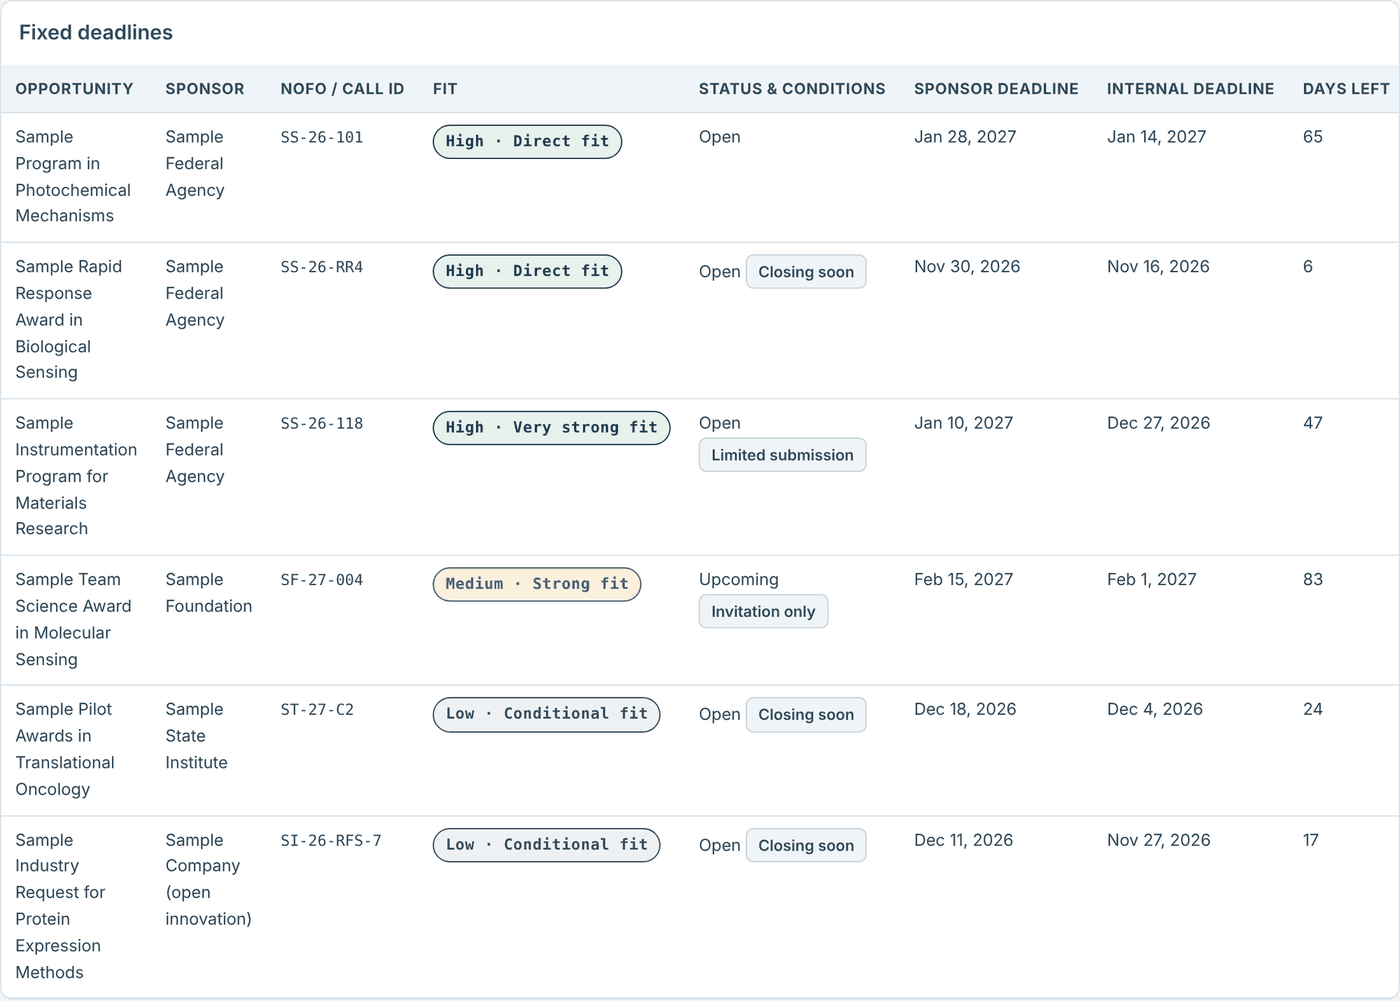 Fixed deadlines
OPPORTUNITY SPONSOR NOFO / CALL ID FIT STATUS & CONDITIONS SPONSOR DEADLINE INTERNAL DEADLINE DAYS LEFT
Sample Sample SS-26-101 High · Direct fit Open Jan 28, 2027 Jan 14, 2027 65
Program in Federal
Photochemical Agency
Mechanisms
Sample Rapid Sample SS-26-RR4 High · Direct fit Open Closing soon Nov 30, 2026 Nov 16, 2026 6
Response Federal
Award in Agency
Biological
Sensing
Sample Sample SS-26-118 High · Very strong fit Open Jan 10, 2027 Dec 27, 2026 47
Instrumentation Federal Limited submission
Program for Agency
Materials
Research
Sample Team Sample SF-27-004 Medium · Strong fit Upcoming Feb 15, 2027 Feb 1, 2027 83
Science Award Foundation Invitation only
in Molecular
Sensing
Sample Pilot Sample ST-27-C2 Low · Conditional fit Open Closing soon Dec 18, 2026 Dec 4, 2026 24
Awards in State
Translational Institute
Oncology
Sample Sample SI-26-RFS-7 Low · Conditional fit Open Closing soon Dec 11, 2026 Nov 27, 2026 17
Industry Company
Request for (open
Protein innovation)
Expression
Methods